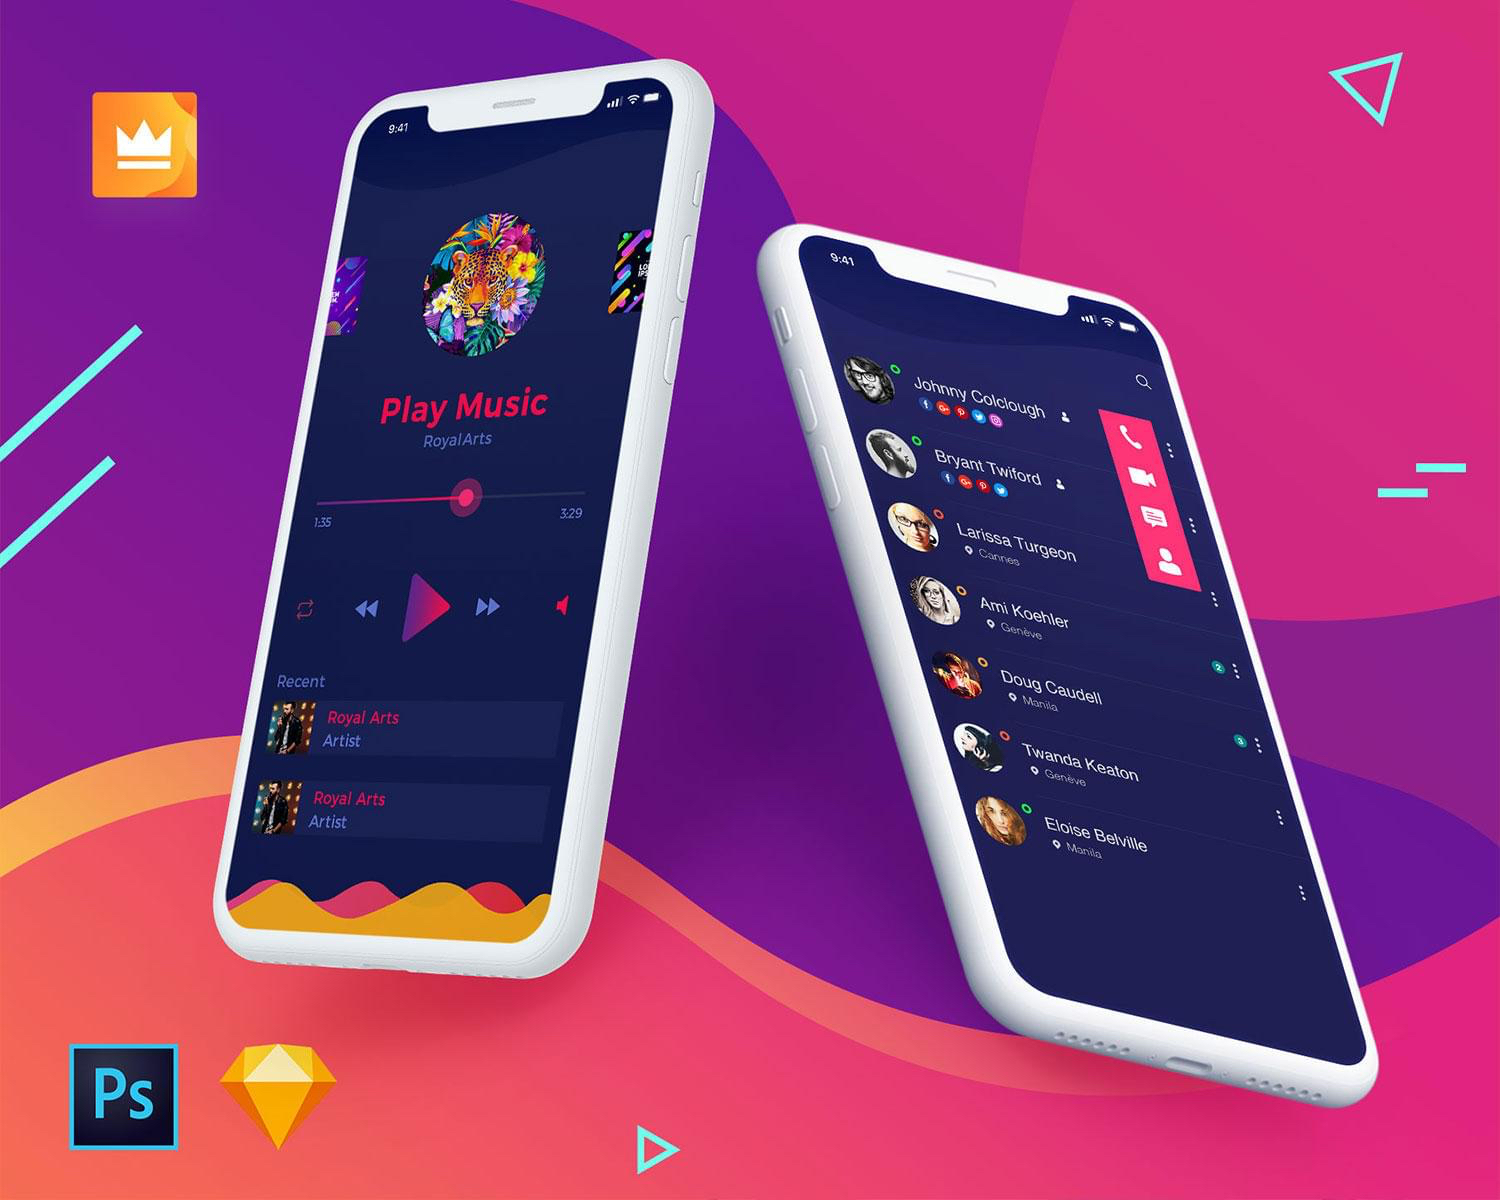 9:41
Play Music
RoyalArts
1:35
3:29
Recent
Royal Arts
Artist
Royal Arts
Artist
9:41
Johnny Colclough
Bryant Twiford
Larissa Turgeon
Cannes
Ami Koehler
Genève
2
Doug Caudell
Manila
3
Twanda Keaton
Genève
Eloise Belville
Manila
Ps